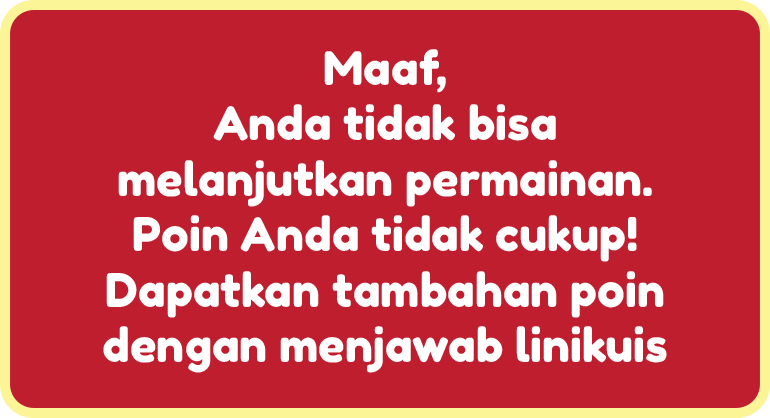 Maaf,
Anda tidak bisa
melanjutkan permainan.
Poin Anda tidak cukup!
Dapatkan tambahan poin
dengan menjawab linikuis